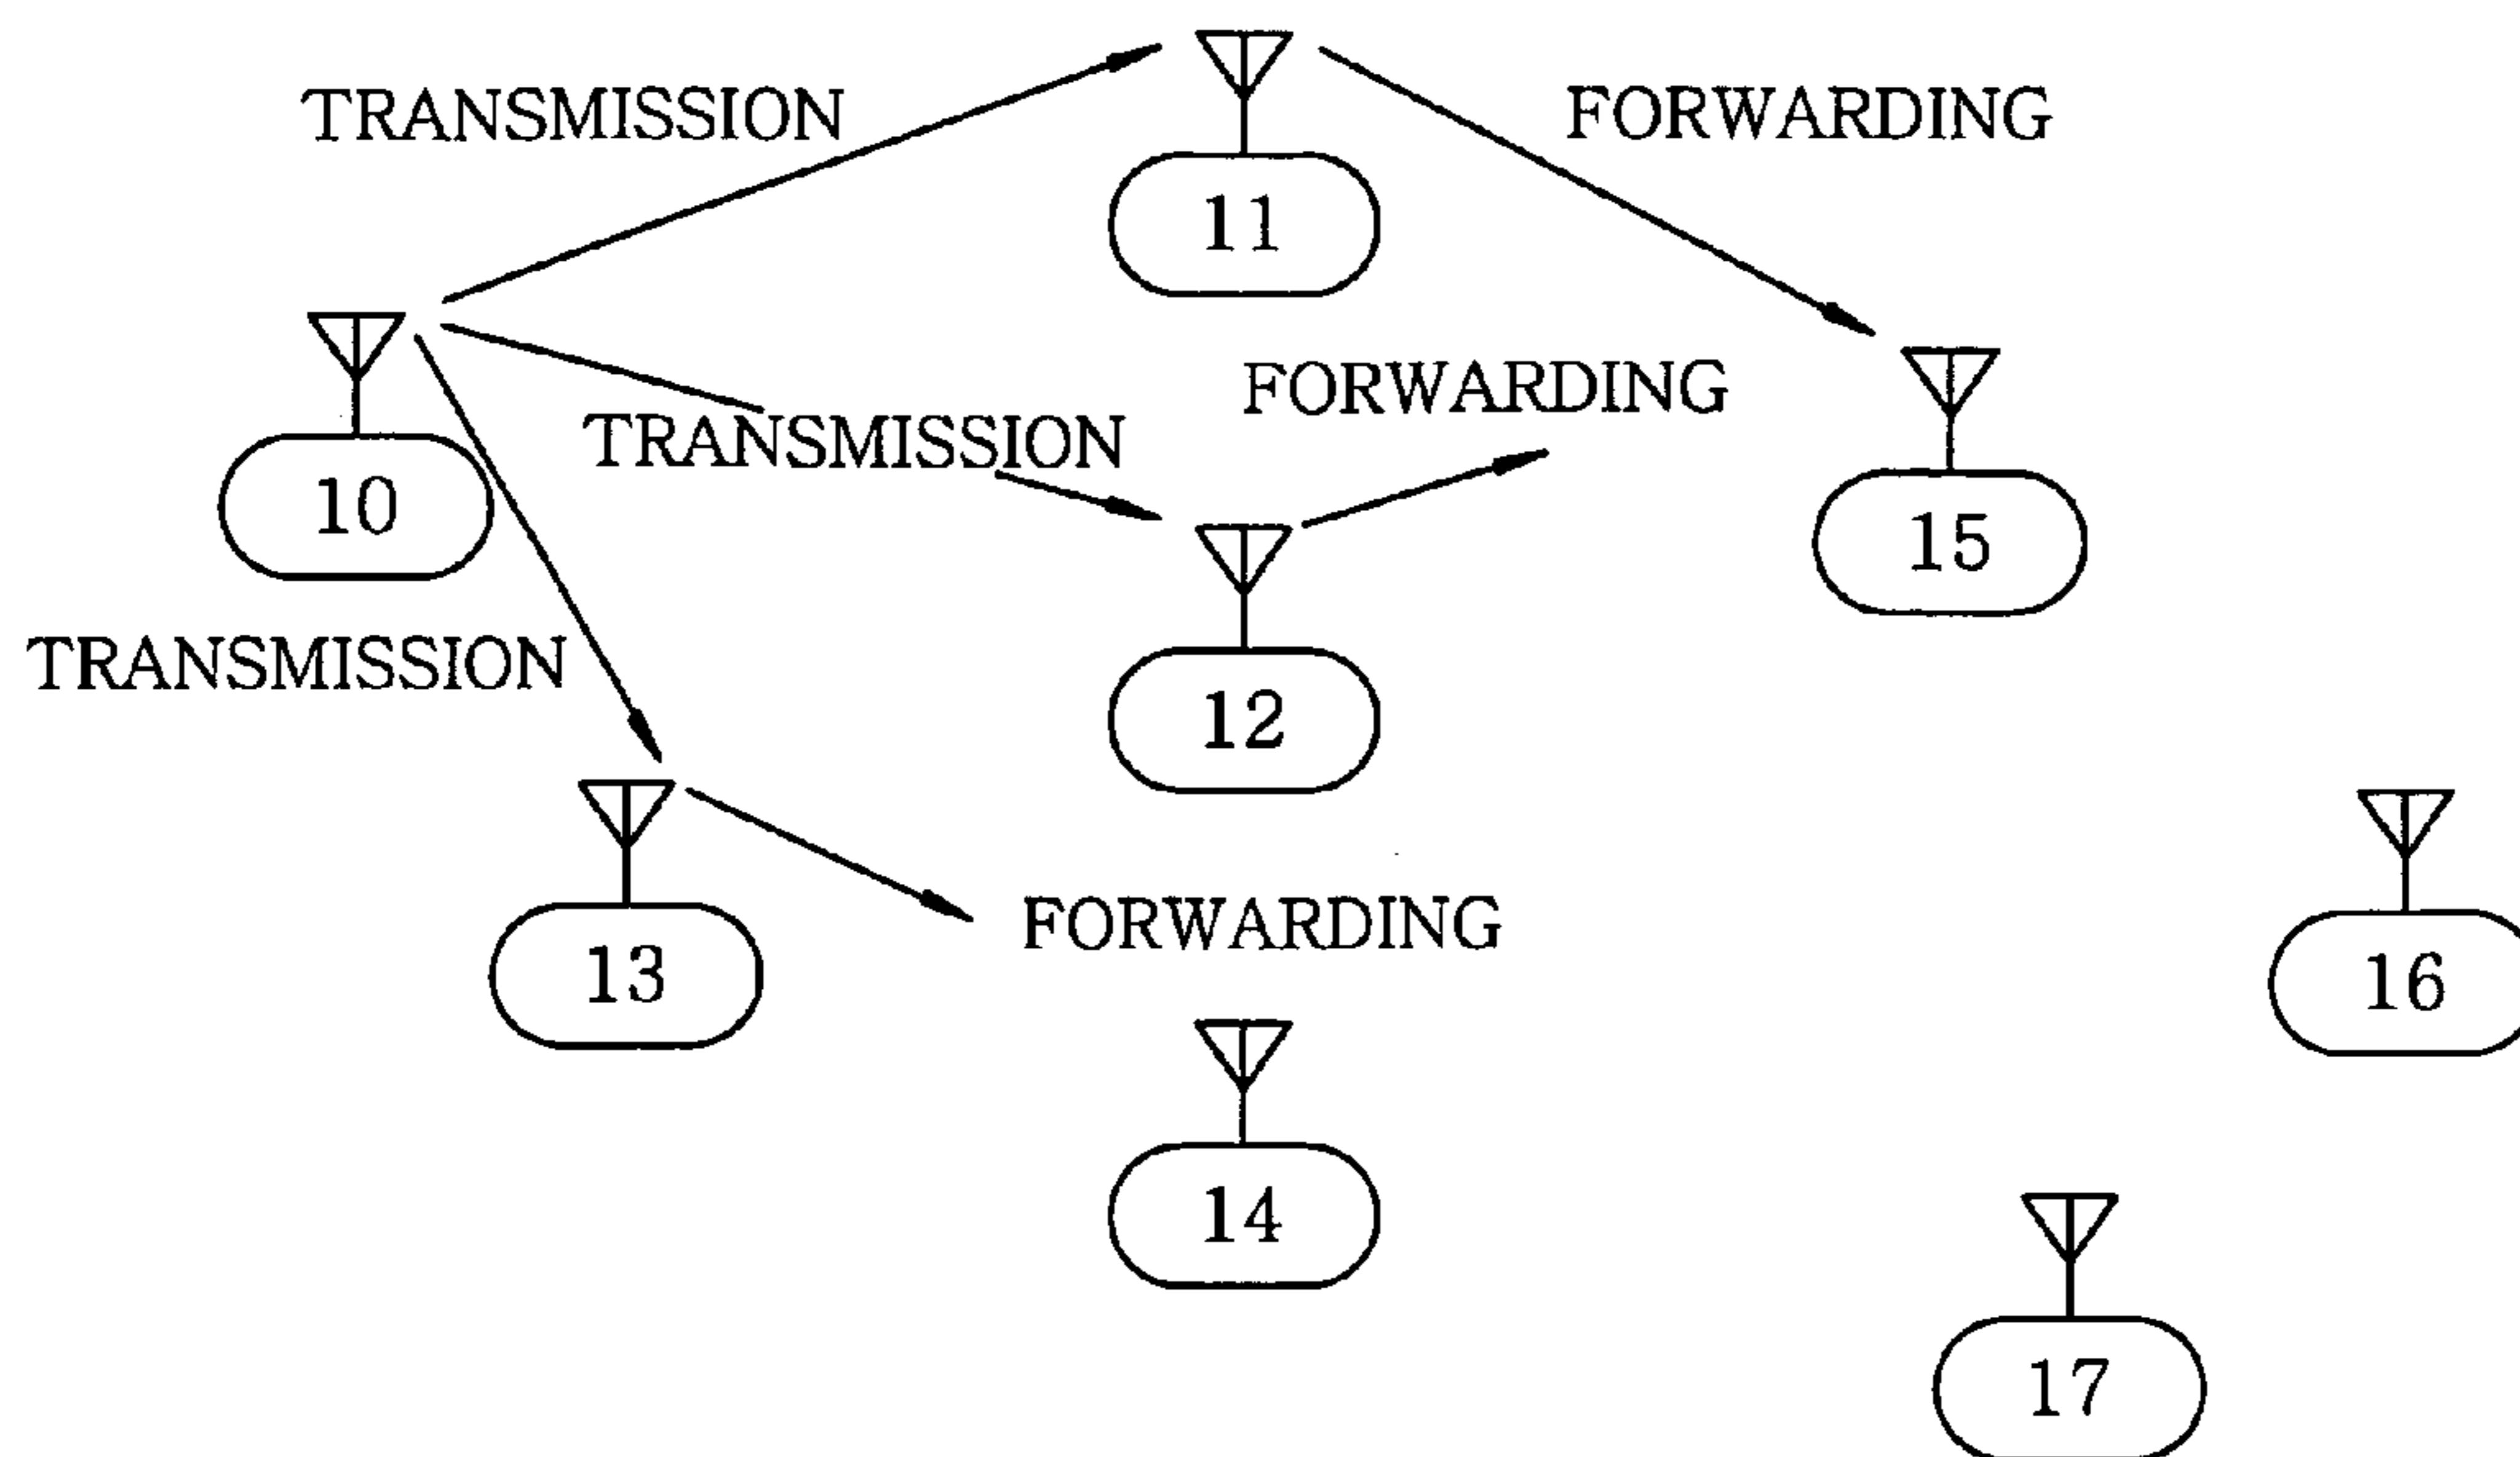 TRANSMISSION
FORWARDING
11
FORWARDING
TRANSMISSION
10
15
TRANSMISSION
12
FORWARDING
13
16
14
17